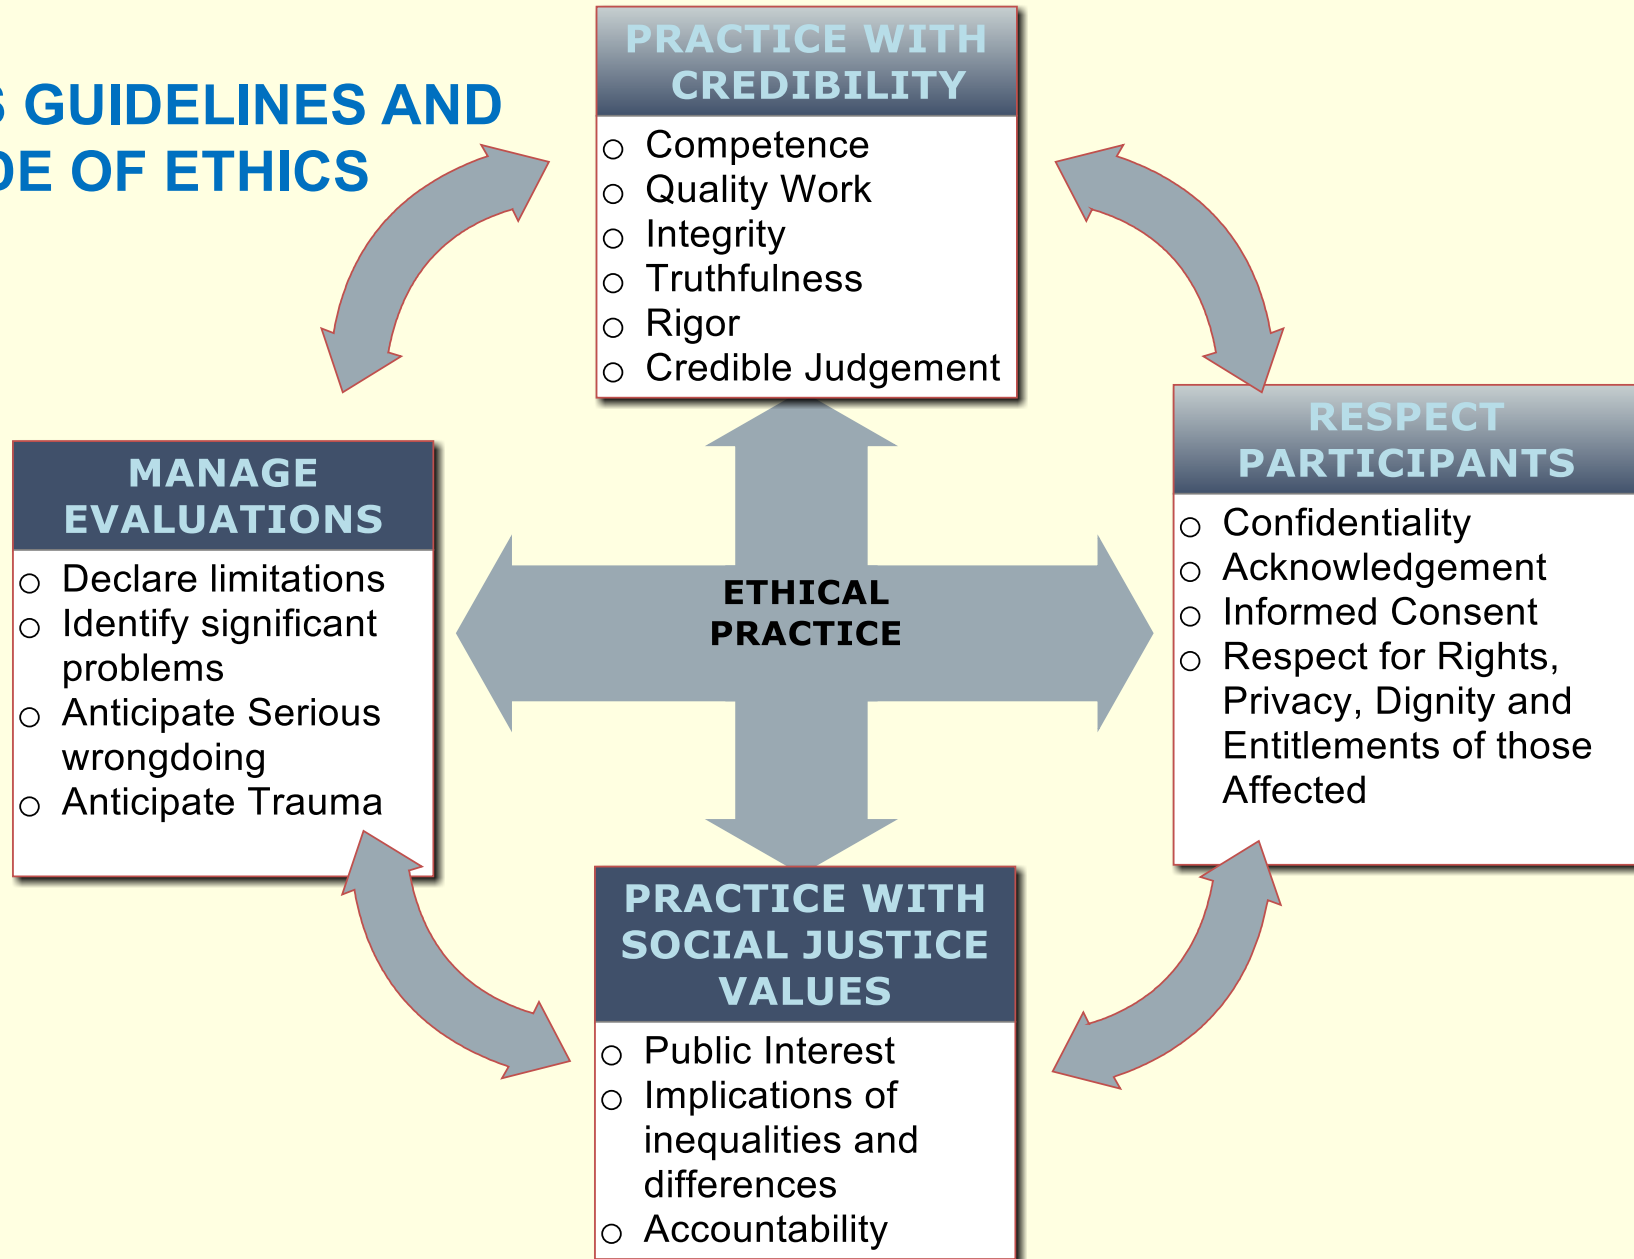 S GUIDELINES AND
DE OF ETHICS
PRACTICE WITH
CREDIBILITY
○ Competence
○ Quality Work
○ Integrity
○ Truthfulness
○ Rigor
○ Credible Judgement
MANAGE
EVALUATIONS
○ Declare limitations
○ Identify significant
problems
○ Anticipate Serious
wrongdoing
○ Anticipate Trauma
ETHICAL
PRACTICE
RESPECT
PARTICIPANTS
○ Confidentiality
○ Acknowledgement
○ Informed Consent
○ Respect for Rights,
Privacy, Dignity and
Entitlements of those
Affected
PRACTICE WITH
SOCIAL JUSTICE
VALUES
○ Public Interest
○ Implications of
inequalities and
differences
○ Accountability